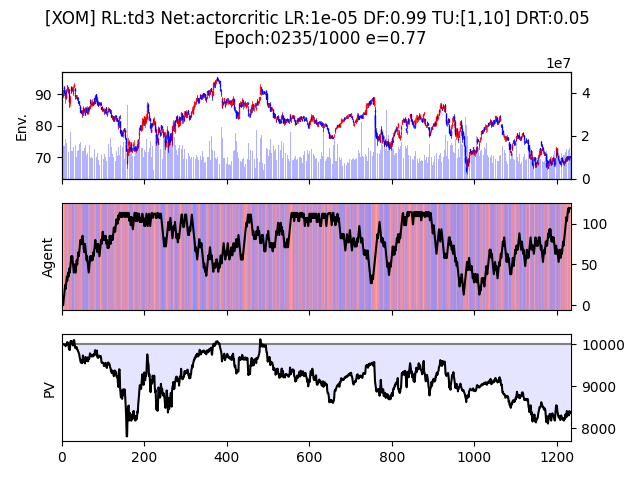 [XOM] RL:td3 Net:actorcritic LR:1e-05 DF:0.99 TU:[1,10] DRT:0.05
Epoch:0235/1000 e=0.77
1e7
90
80
70
Env.
4
2
0
Agent
100
50
0
PV
10000
9000
8000
0 200 400 600 800 1000 1200